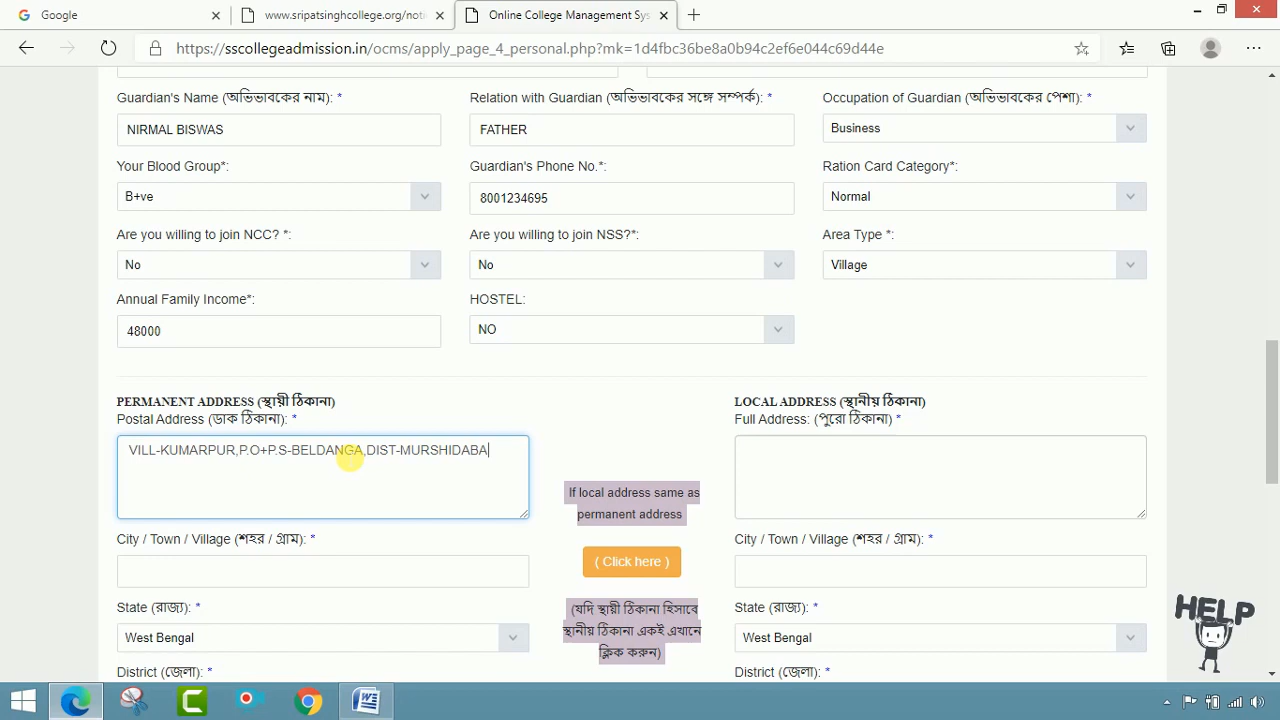 Google
www.sripatsinghcollege.org/note
Online College Management Sys
https://sscollegeadmission.in/ocms/apply_page_4_personal.php?mk=1d4fbc36be8a0b94c2ef6e044c69d44e
Guardian's Name (অভিভাবকের নাম): *
Relation with Guardian (অভিভাবকের সঙ্গে সম্পর্ক): *
Occupation of Guardian (অভিভাবকের পেশা): *
NIRMAL BISWAS
FATHER
Business
Your Blood Group*:
Guardian's Phone No.*:
Ration Card Category*:
B+ve
8001234695
Normal
Are you willing to join NCC? *:
Are you willing to join NSS?*:
Area Type *:
No
No
Village
Annual Family Income*:
HOSTEL:
48000
NO
PERMANENT ADDRESS (স্থায়ী ঠিকানা)
LOCAL ADDRESS (স্থানীয় ঠিকানা)
Postal Address (ডাক ঠিকানা): *
Full Address: (পুরো ঠিকানা) *
VILL-KUMARPUR,P.O+P.S-BELDANGA,DIST-MURSHIDABA
If local address same as
permanent address
City / Town / Village (শহর / গ্রাম): *
City / Town / Village (শহর / গ্রাম): *
( Click here )
(যদি স্থায়ী ঠিকানা হিসাবে
স্থানীয় ঠিকানা একই এখানে
ক্লিক করুন)
State (রাজ্য): *
State (রাজ্য): *
West Bengal
West Bengal
District (জেলা): *
District (জেলা): *
HELP